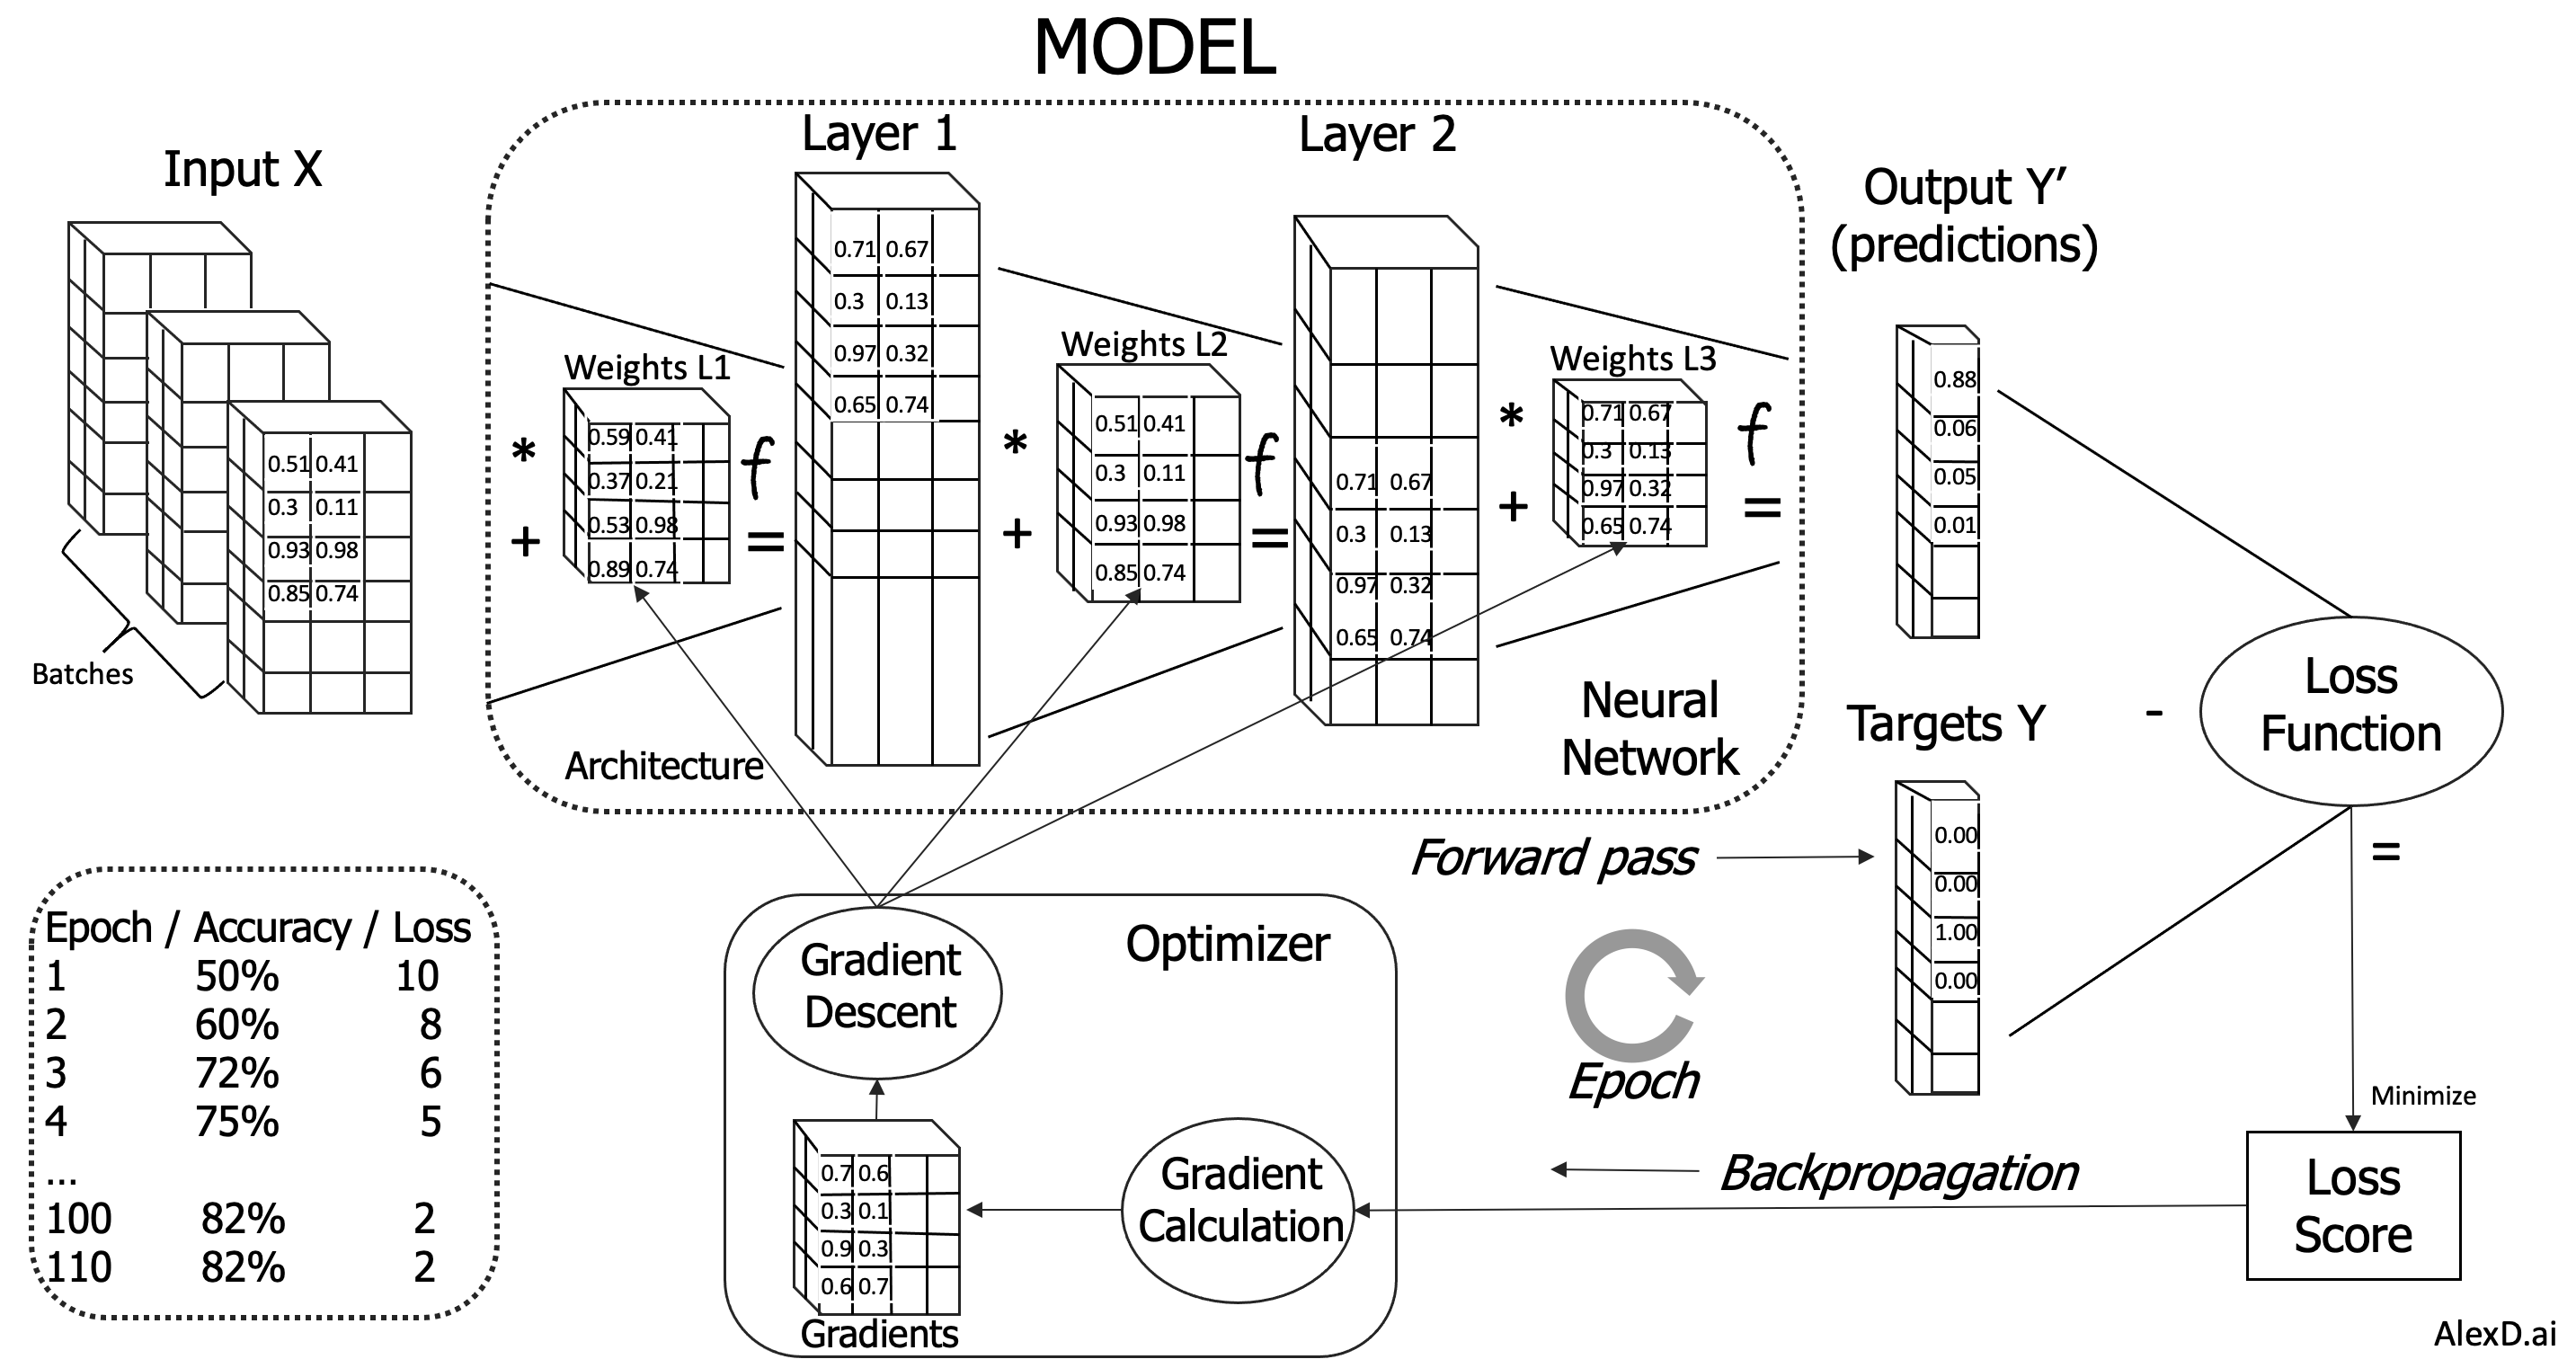 MODEL
Input X
Batches
0.51 0.41
0.3 0.11
0.93 0.98
0.85 0.74
Layer 1
Layer 2
*
+
Weights L1
0.59 0.41
0.37 0.21
0.53 0.98
0.89 0.74
f
=
0.71 0.67
0.3 0.13
0.97 0.32
0.65 0.74
*
+
Weights L2
0.51 0.41
0.3 0.11
0.93 0.98
0.85 0.74
f
=
0.71 0.67
0.3 0.13
0.97 0.32
0.65 0.74
*
+
Weights L3
0.71 0.67
0.3 0.13
0.97 0.32
0.65 0.74
f
=
Architecture
Neural
Network
Output Y’
(predictions)
0.88
0.06
0.05
0.01
Targets Y
-
0.00
0.00
1.00
0.00
Loss
Function
=
Minimize
Loss
Score
Forward pass
Epoch
Backpropagation
Optimizer
Gradient
Calculation
Gradient
Descent
0.7 0.6
0.3 0.1
0.9 0.3
0.6 0.7
Gradients
Epoch / Accuracy / Loss
1 50% 10
2 60% 8
3 72% 6
4 75% 5
...
100 82% 2
110 82% 2
AlexD.ai